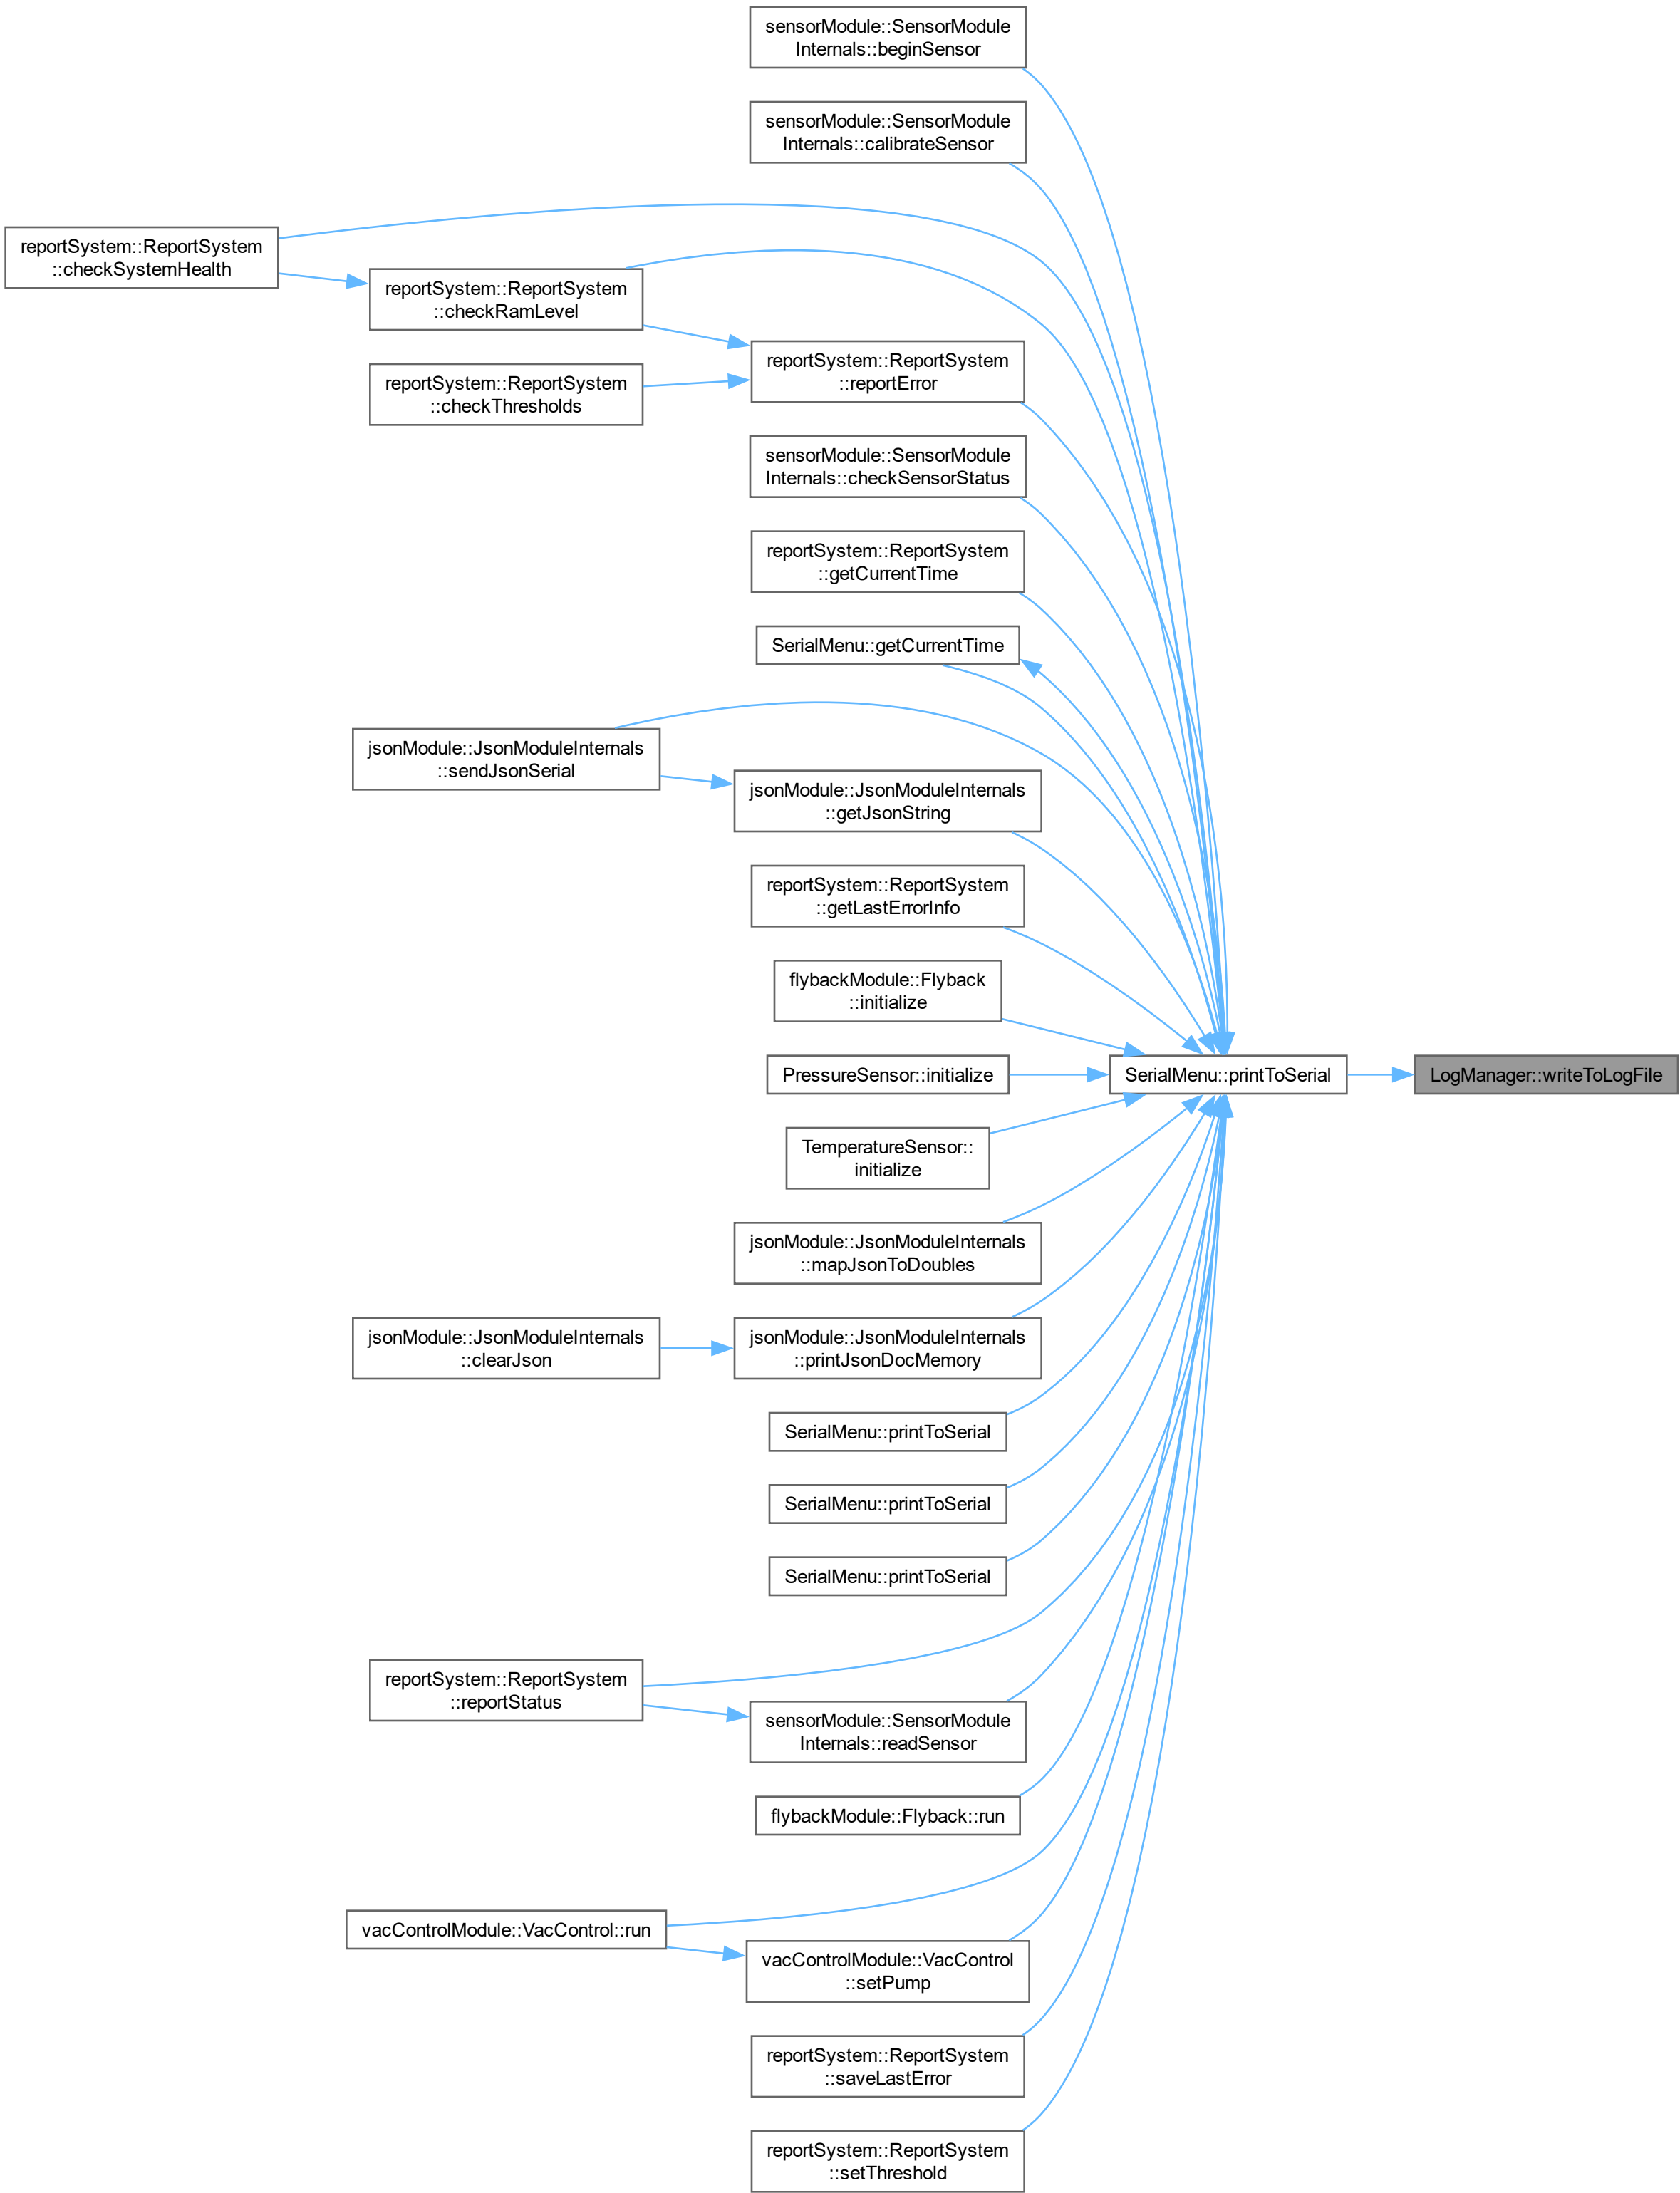 sensorModule::SensorModule
Internals::beginSensor
sensorModule::SensorModule
Internals::calibrateSensor
reportSystem::ReportSystem
::checkSystemHealth
reportSystem::ReportSystem
::checkRamLevel
reportSystem::ReportSystem
::reportError
reportSystem::ReportSystem
::checkThresholds
sensorModule::SensorModule
Internals::checkSensorStatus
reportSystem::ReportSystem
::getCurrentTime
SerialMenu::getCurrentTime
jsonModule::JsonModuleInternals
::sendJsonSerial
jsonModule::JsonModuleInternals
::getJsonString
reportSystem::ReportSystem
::getLastErrorInfo
flybackModule::Flyback
::initialize
PressureSensor::initialize
SerialMenu::printToSerial
LogManager::writeToLogFile
TemperatureSensor::
initialize
jsonModule::JsonModuleInternals
::mapJsonToDoubles
jsonModule::JsonModuleInternals
::clearJson
jsonModule::JsonModuleInternals
::printJsonDocMemory
SerialMenu::printToSerial
SerialMenu::printToSerial
SerialMenu::printToSerial
reportSystem::ReportSystem
::reportStatus
sensorModule::SensorModule
Internals::readSensor
flybackModule::Flyback::run
vacControlModule::VacControl::run
vacControlModule::VacControl
::setPump
reportSystem::ReportSystem
::saveLastError
reportSystem::ReportSystem
::setThreshold